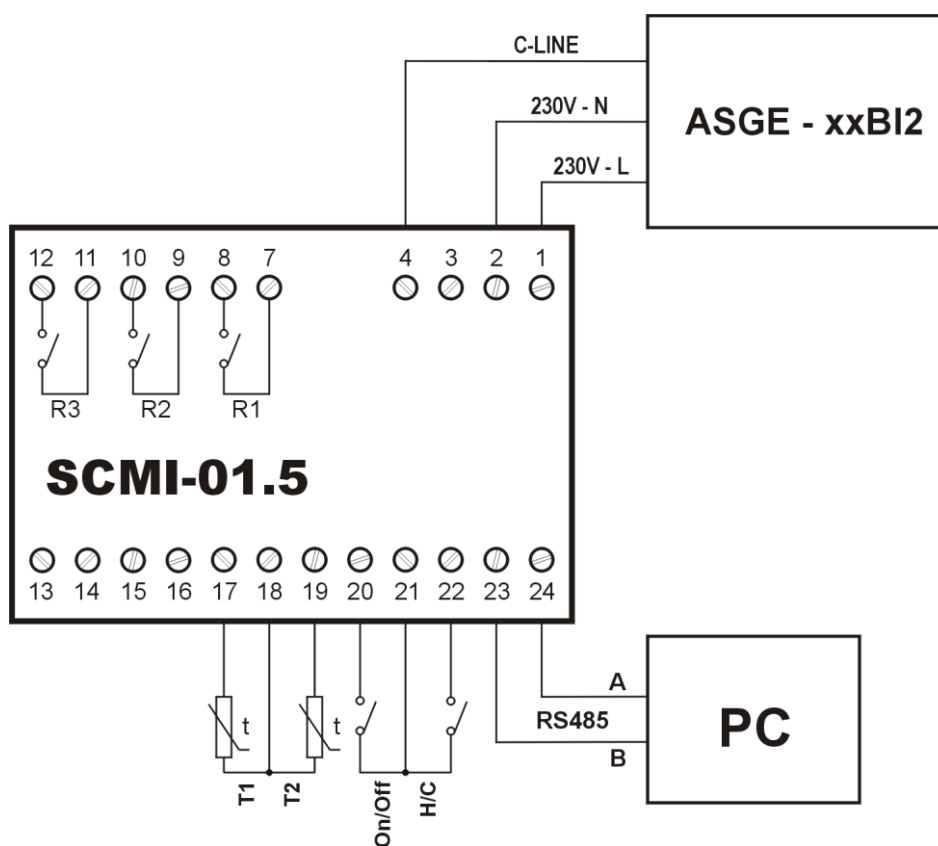 C-LINE
230V - N
230V - L
ASGE - xxBI2
12 11 10 9 8 7 4 3 2 1
R3 R2 R1
SCMI-01.5
13 14 15 16 17 18 19 20 21 22 23 24
t t
T1 T2 On/Off H/C
A
RS485
B
PC